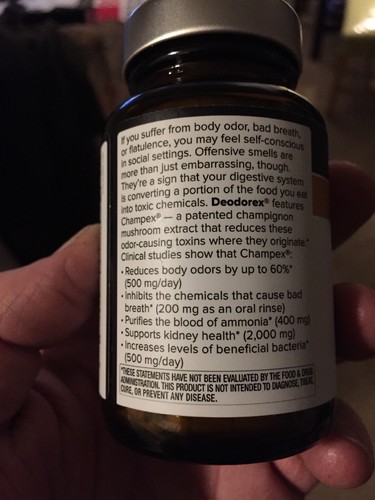 If you suffer from body odor, bad breath,
or flatulence, you may feel self-conscious
in social settings. Offensive smells are
more than just embarrassing, though.
They're a sign that your digestive system
is converting a portion of the food you eat
into toxic chemicals. Deodorex® features
Champex® — a patented champignon
mushroom extract that reduces these
odor-causing toxins where they originate.*
Clinical studies show that Champex®:
• Reduces body odors by up to 60%*
(500 mg/day)
• Inhibits the chemicals that cause bad
breath* (200 mg as an oral rinse)
• Purifies the blood of ammonia* (400 mg)
• Supports kidney health* (2,000 mg)
• Increases levels of beneficial bacteria*
(500 mg/day)
*THESE STATEMENTS HAVE NOT BEEN EVALUATED BY THE FOOD & DRUG
ADMINISTRATION. THIS PRODUCT IS NOT INTENDED TO DIAGNOSE, TREAT,
CURE, OR PREVENT ANY DISEASE.